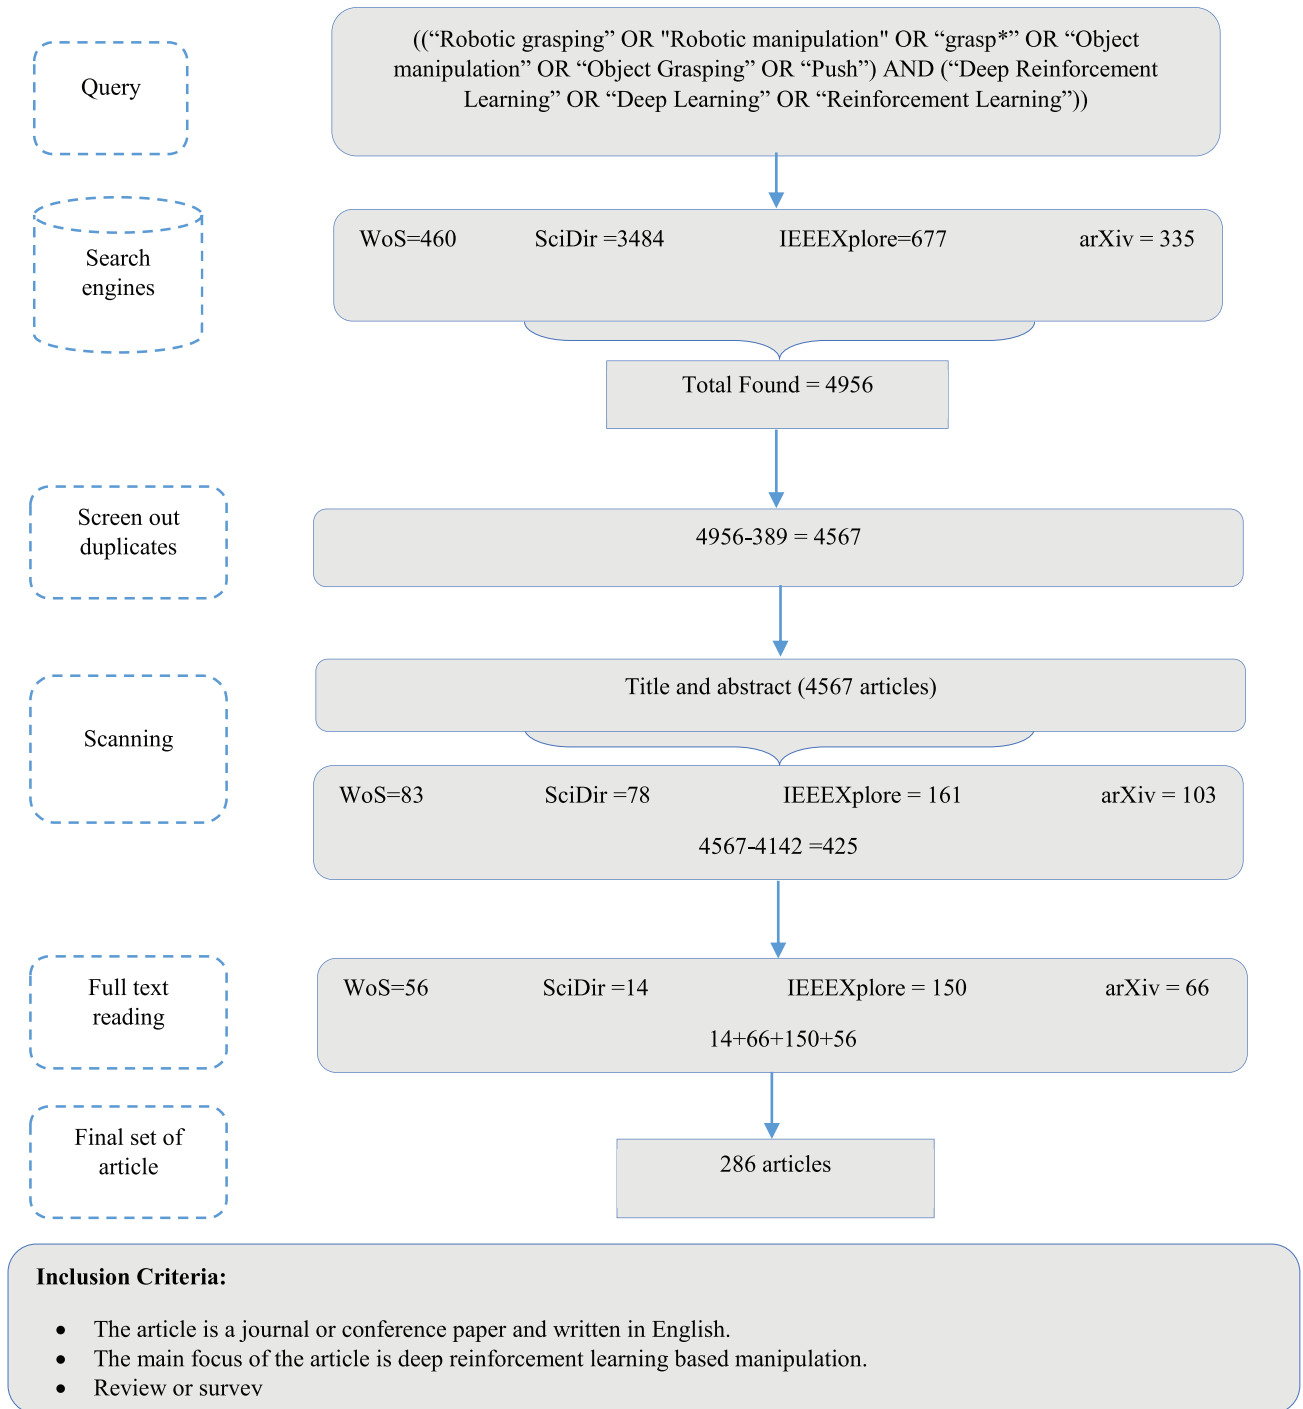 Query
((“Robotic grasping” OR "Robotic manipulation" OR “grasp*” OR “Object
manipulation” OR “Object Grasping” OR “Push”) AND (“Deep Reinforcement
Learning” OR “Deep Learning” OR “Reinforcement Learning”))
Search
engines
WoS=460 SciDir =3484 IEEEXplore=677 arXiv = 335
Total Found = 4956
Screen out
duplicates
4956-389 = 4567
Scanning
Title and abstract (4567 articles)
WoS=83 SciDir =78 IEEEXplore = 161 arXiv = 103
4567-4142 =425
Full text
reading
WoS=56 SciDir =14 IEEEXplore = 150 arXiv = 66
14+66+150+56
Final set of
article
286 articles
Inclusion Criteria:
• The article is a journal or conference paper and written in English.
• The main focus of the article is deep reinforcement learning based manipulation.
• Review or survey